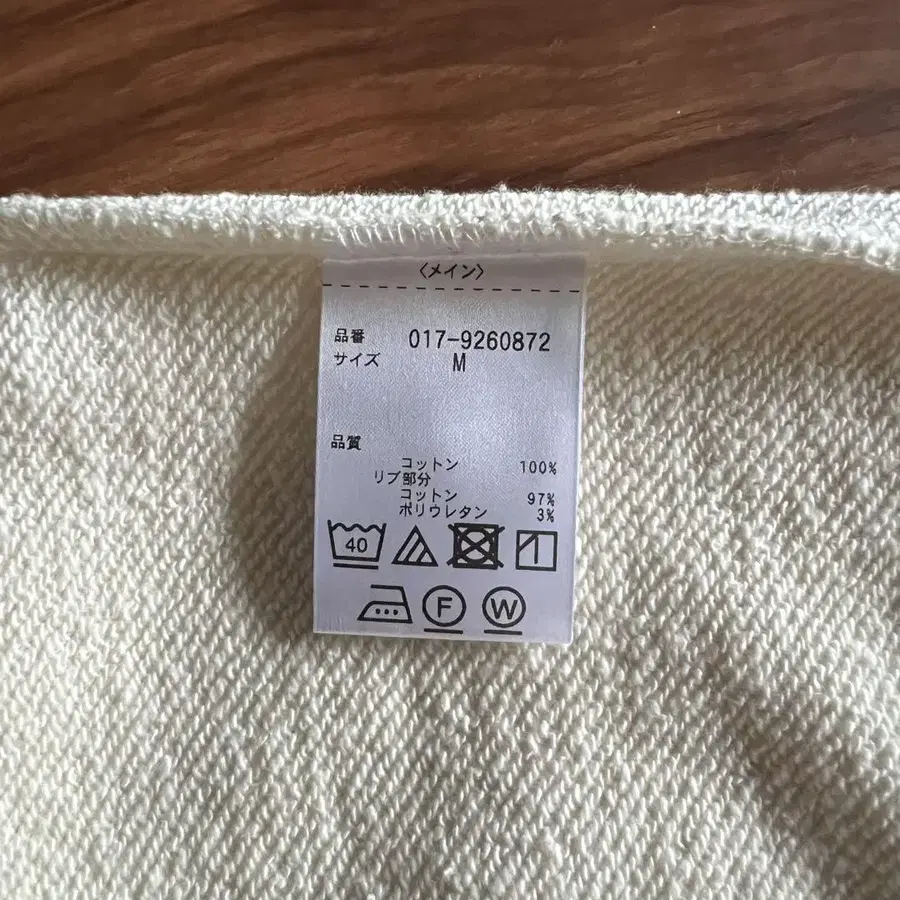 〈メイン〉
品番 017-9260872
サイズ M
品質
コットン 100%
リブ部分
コットン 97%
ポリウレタン 3%
40
F W